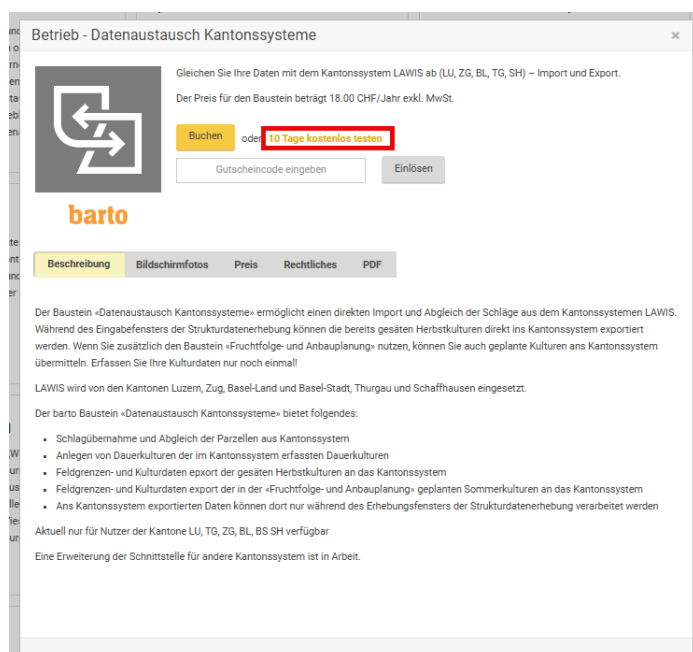 Betrieb - Datenaustausch Kantonssysteme
×
Gleichen Sie Ihre Daten mit dem Kantonssystem LAWIS ab (LU, ZG, BL, TG, SH) – Import und Export.
Der Preis für den Baustein beträgt 18.00 CHF/Jahr exkl. MwSt.
Buchen oder 10 Tage kostenlos testen
Gutscheincode eingeben Einlösen
barto
Beschreibung Bildschirmfotos Preis Rechtliches PDF
Der Baustein «Datenaustausch Kantonssysteme» ermöglicht einen direkten Import und Abgleich der Schläge aus dem Kantonssystemen LAWIS.
Während des Eingabefensters der Strukturdatenerhebung können die bereits gesäten Herbstkulturen direkt ins Kantonssystem exportiert
werden. Wenn Sie zusätzlich den Baustein «Fruchtfolge- und Anbauplanung» nutzen, können Sie auch geplante Kulturen ans Kantonssystem
übermitteln. Erfassen Sie Ihre Kulturdaten nur noch einmal!
LAWIS wird von den Kantonen Luzern, Zug, Basel-Land und Basel-Stadt, Thurgau und Schaffhausen eingesetzt.
Der barto Baustein «Datenaustausch Kantonssysteme» bietet folgendes:
• Schlagübernahme und Abgleich der Parzellen aus Kantonssystem
• Anlegen von Dauerkulturen der im Kantonssystem erfassten Dauerkulturen
• Feldgrenzen- und Kulturdaten epxort der gesäten Herbstkulturen an das Kantonssystem
• Feldgrenzen- und Kulturdaten export der in der «Fruchtfolge- und Anbauplanung» geplanten Sommerkulturen an das Kantonssystem
• Ans Kantonssystem exportierten Daten können dort nur während des Erhebungsfensters der Strukturdatenerhebung verarbeitet werden
Aktuell nur für Nutzer der Kantone LU, TG, ZG, BL, BS SH verfügbar
Eine Erweiterung der Schnittstelle für andere Kantonssystem ist in Arbeit.